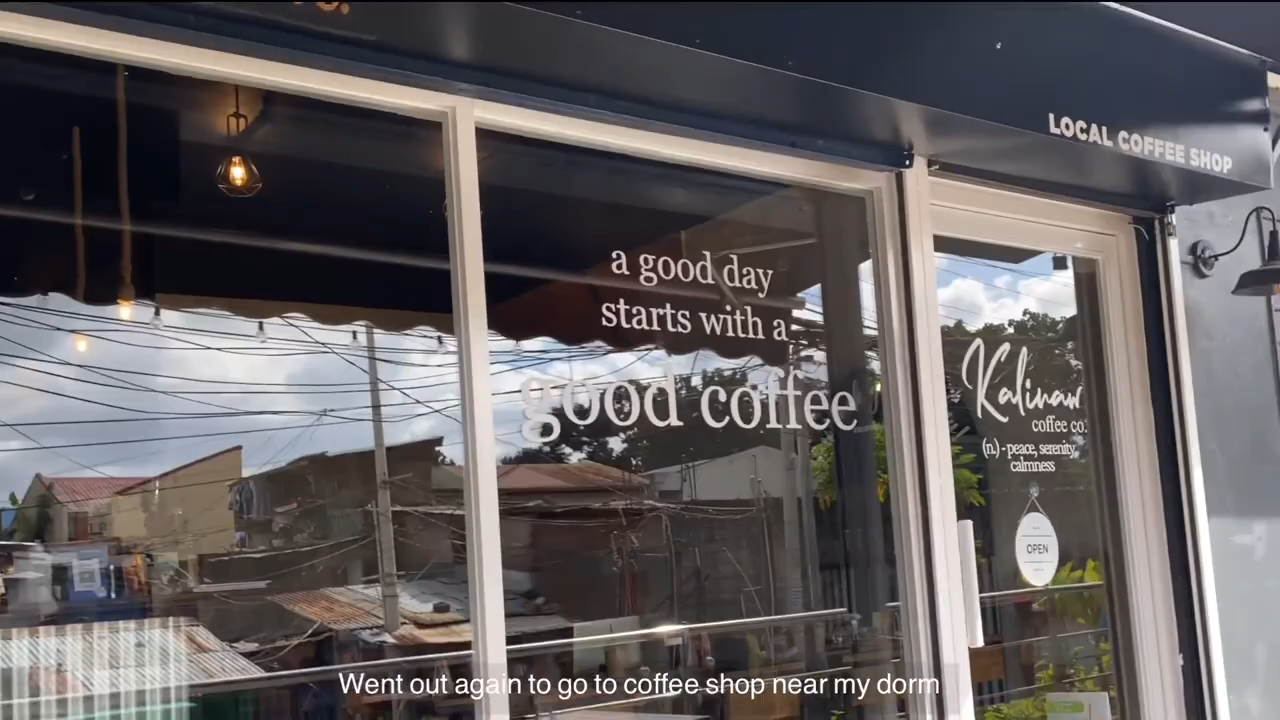 LOCAL COFFEE SHOP
a good day
starts with a
good coffee
Kalinaw
coffee co.
(n.) - peace, serenity,
calmness
OPEN
Went out again to go to coffee shop near my dorm